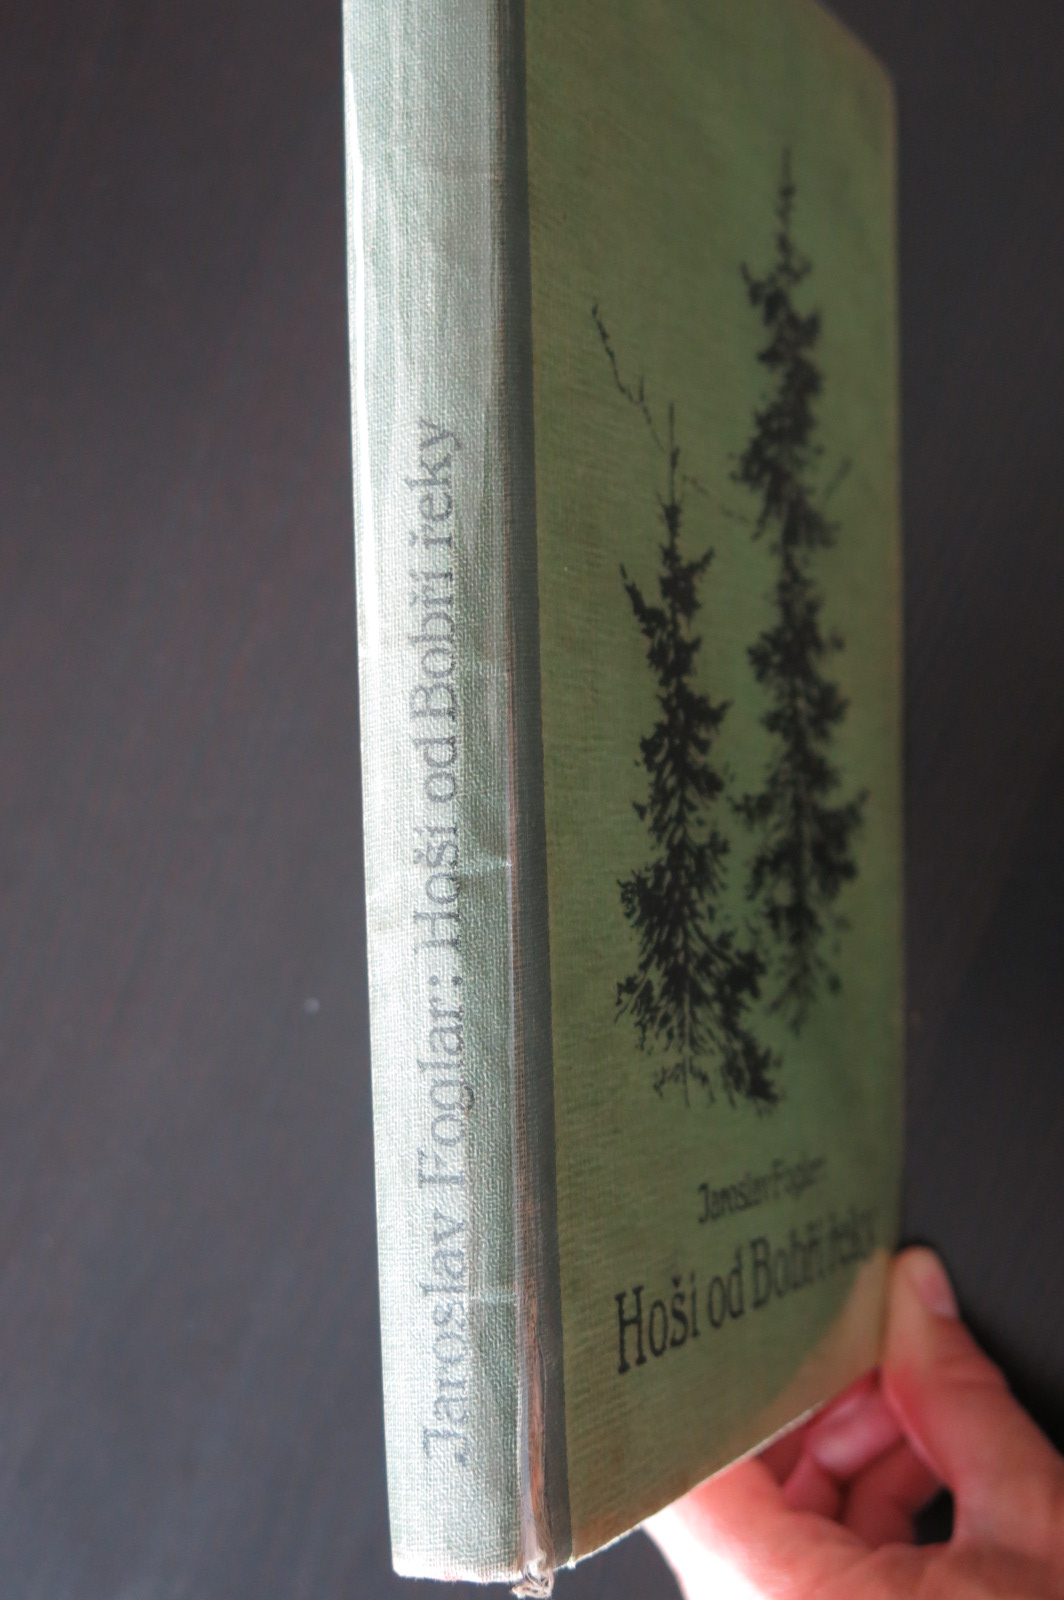 Jaroslav Foglar: Hoši od Bobří řeky
Jaroslav Foglar
Hoši od Bobří řeky